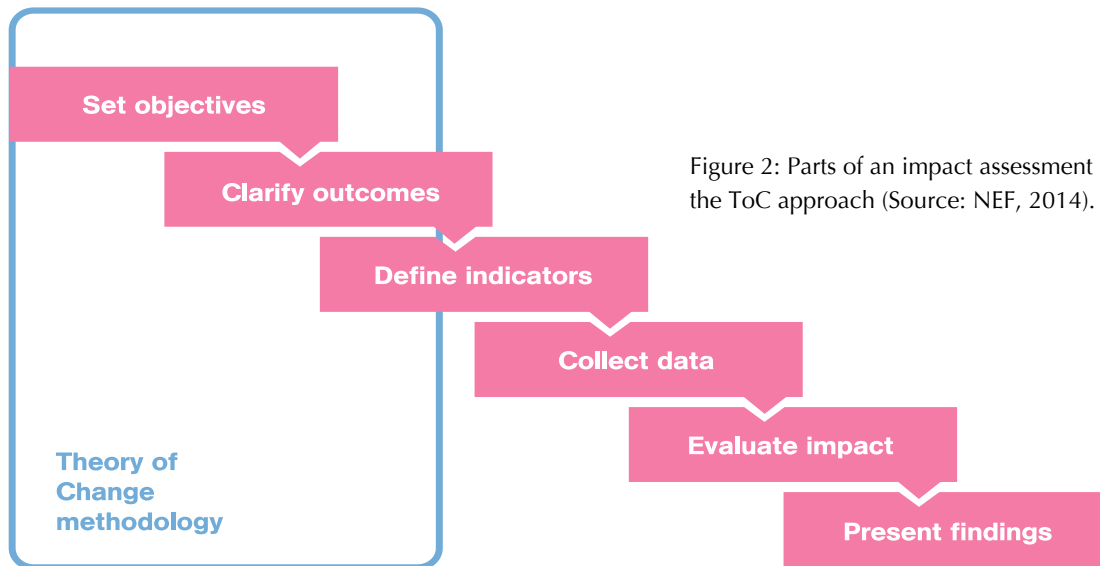 Set objectives
Clarify outcomes
Figure 2: Parts of an impact assessment
the ToC approach (Source: NEF, 2014).
Define indicators
Collect data
Evaluate impact
Theory of
Change
methodology
Present findings